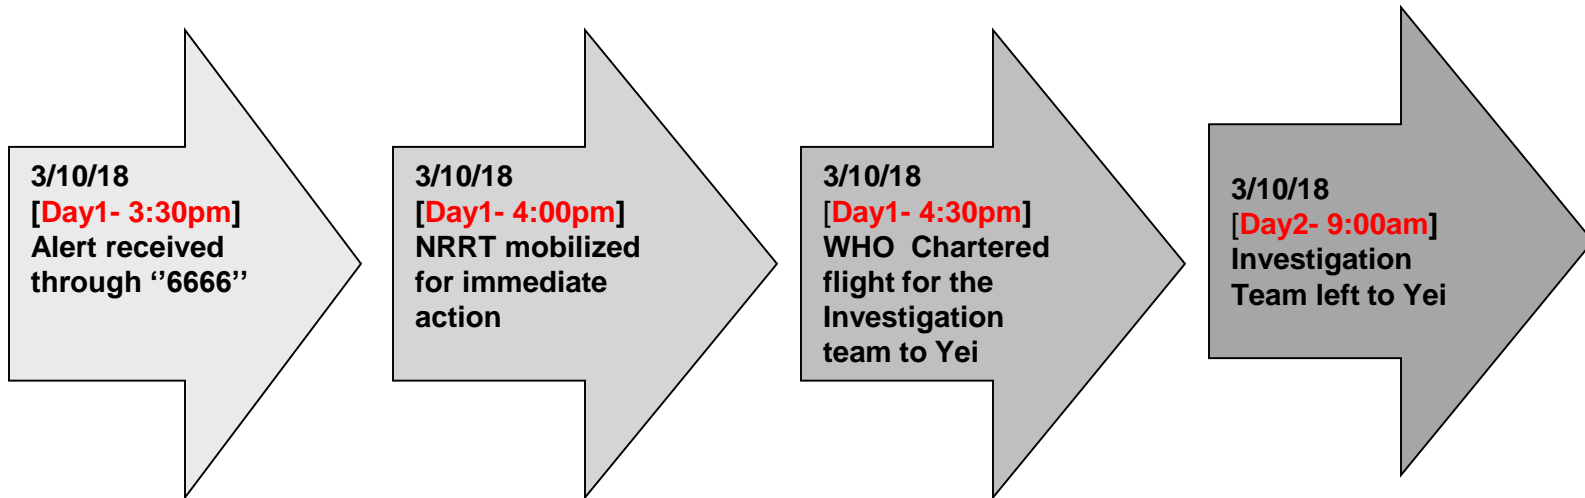 3/10/18
[Day1- 3:30pm]
Alert received
through ‘’6666’’
3/10/18
[Day1- 4:00pm]
NRRT mobilized
for immediate
action
3/10/18
[Day1- 4:30pm]
WHO  Chartered
flight for the
Investigation
team to Yei
3/10/18
[Day2- 9:00am]
Investigation
Team left to Yei